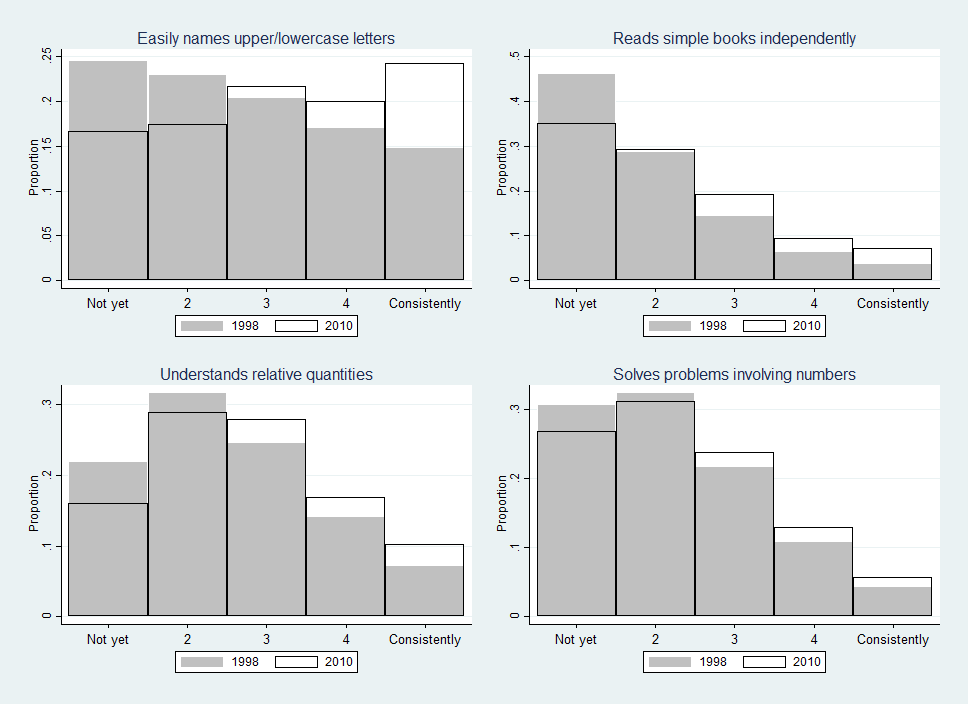 Easily names upper/lowercase letters
Proportion
0 .05 .1 .15 .2 .25
Not yet 2 3 4 Consistently
1998 2010
Reads simple books independently
Proportion
0 .1 .2 .3 .4 .5
Not yet 2 3 4 Consistently
1998 2010
Understands relative quantities
Proportion
0 .1 .2 .3
Not yet 2 3 4 Consistently
1998 2010
Solves problems involving numbers
Proportion
0 .1 .2 .3
Not yet 2 3 4 Consistently
1998 2010